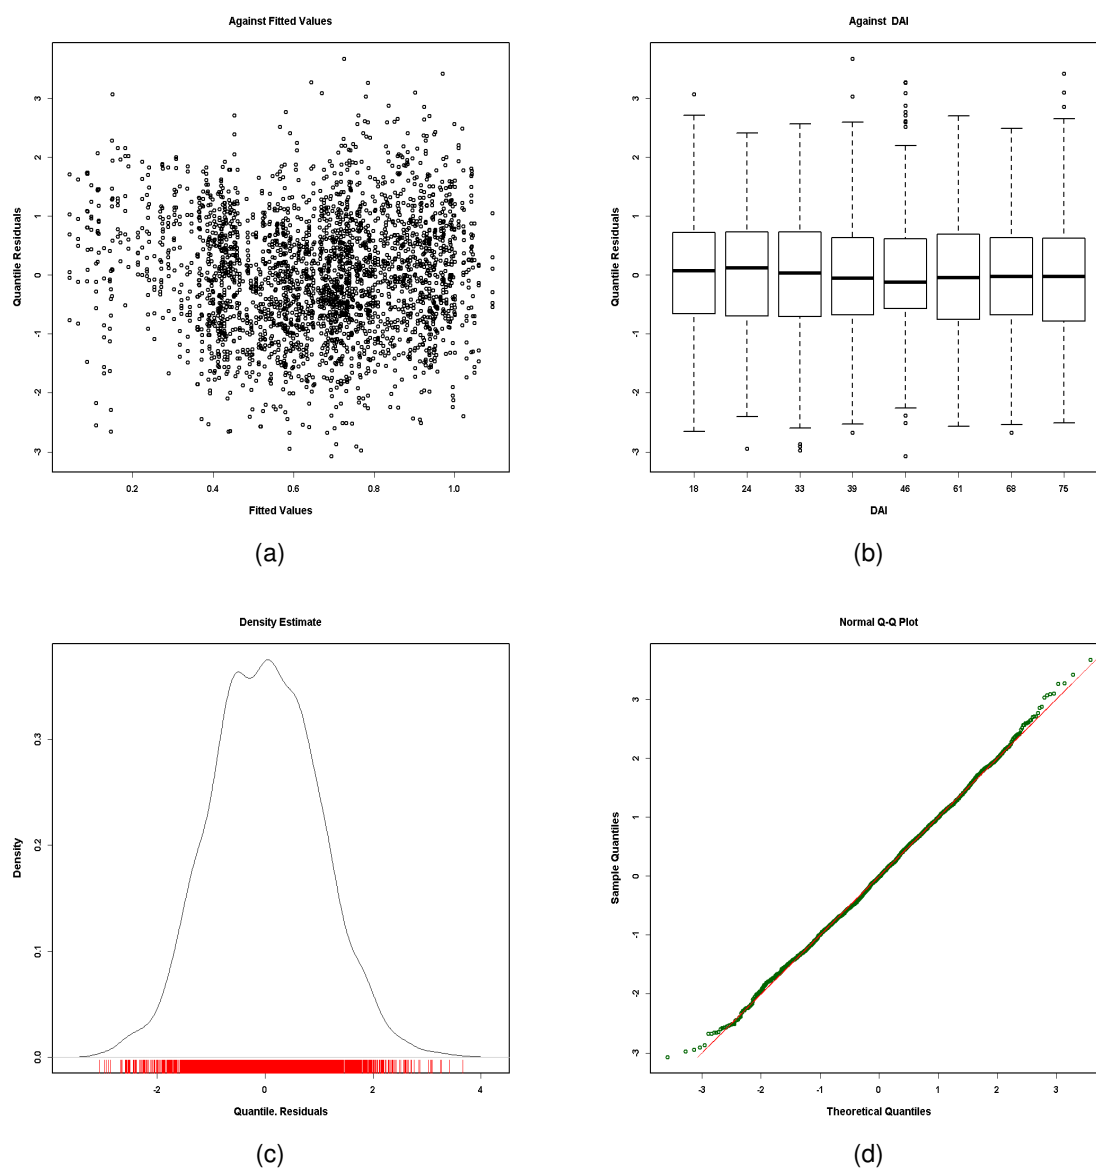 Against Fitted Values
Quantile Residuals
3
2
1
0
-1
-2
-3
0.2 0.4 0.6 0.8 1.0
Fitted Values
(a)
Against DAI
Quantile Residuals
3
2
1
0
-1
-2
-3
18 24 33 39 46 61 68 75
DAI
(b)
Density Estimate
Density
0.3
0.2
0.1
0.0
-2 0 2 4
Quantile. Residuals
(c)
Normal Q-Q Plot
Sample Quantiles
3
2
1
0
-1
-2
-3
-3 -2 -1 0 1 2 3
Theoretical Quantiles
(d)